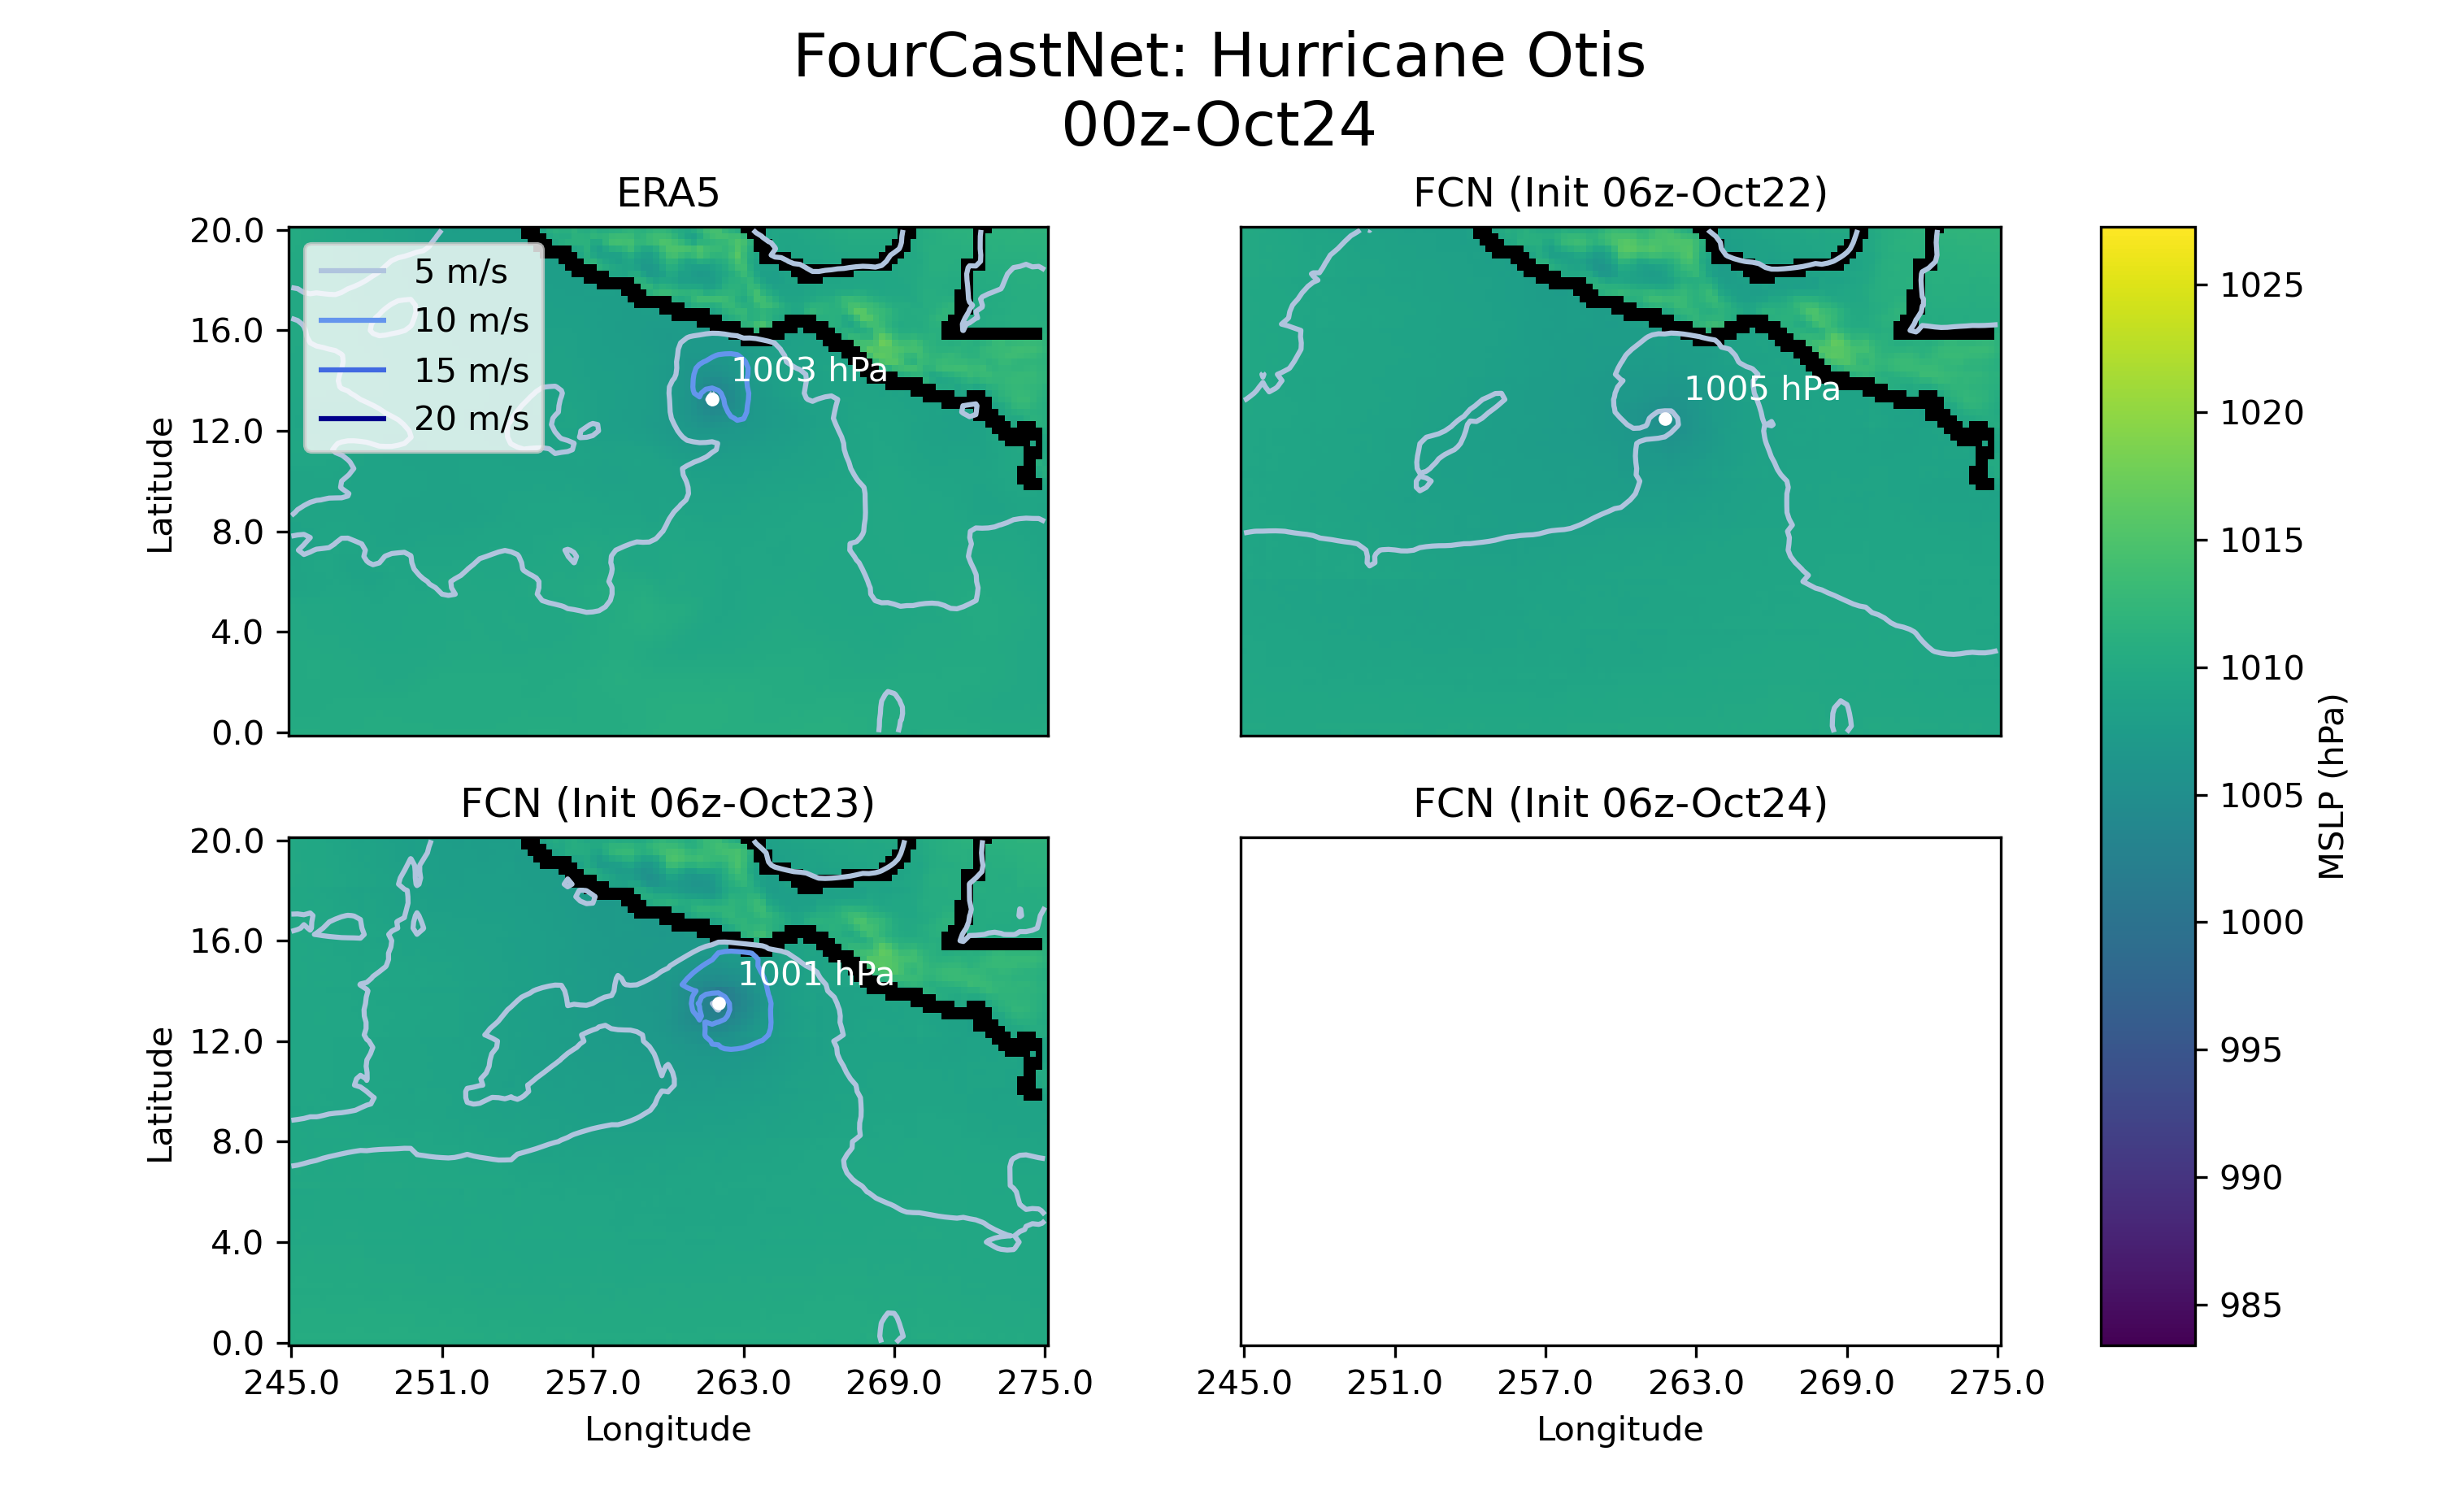 FourCastNet: Hurricane Otis
00z-Oct24
ERA5
FCN (Init 06z-Oct22)
5 m/s
10 m/s
15 m/s
20 m/s
1003 hPa
1005 hPa
20.0
16.0
12.0
8.0
4.0
0.0
Latitude
FCN (Init 06z-Oct23)
FCN (Init 06z-Oct24)
1001 hPa
20.0
16.0
12.0
8.0
4.0
0.0
Latitude
245.0 251.0 257.0 263.0 269.0 275.0
Longitude
245.0 251.0 257.0 263.0 269.0 275.0
Longitude
1025
1020
1015
1010
1005
1000
995
990
985
MSLP (hPa)